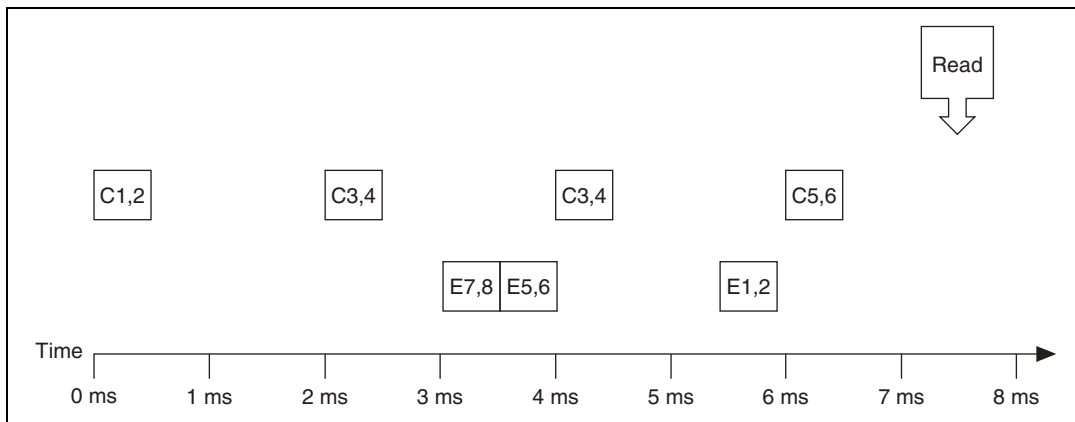 Read
C1,2 C3,4 C3,4 C5,6
E7,8 E5,6 E1,2
Time
0 ms 1 ms 2 ms 3 ms 4 ms 5 ms 6 ms 7 ms 8 ms